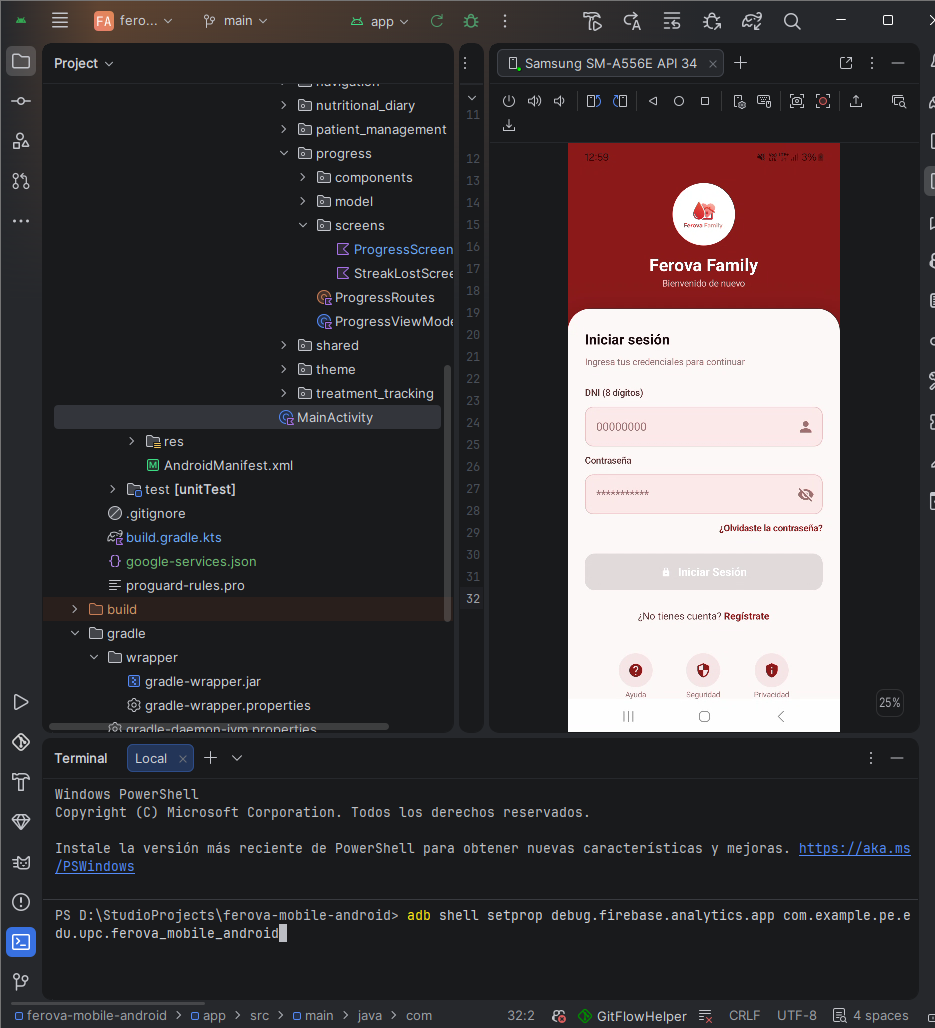 FA fero... main app
Project
Samsung SM-A556E API 34
navigation
nutritional_diary
patient_management
progress
components
model
screens
ProgressScreen
StreakLostScree
ProgressRoutes
ProgressViewMode
shared
theme
treatment_tracking
MainActivity
res
AndroidManifest.xml
test [unitTest]
.gitignore
build.gradle.kts
google-services.json
proguard-rules.pro
build
gradle
wrapper
gradle-wrapper.jar
gradle-wrapper.properties
gradle-daemon-jvm.properties
11
12
13
14
15
16
17
18
19
20
21
22
23
24
25
26
27
28
29
30
31
32
12:59 3%
Ferova Family
Ferova Family
Bienvenido de nuevo
Iniciar sesión
Ingresa tus credenciales para continuar
DNI (8 dígitos)
00000000
Contraseña
***********
¿Olvidaste la contraseña?
Iniciar Sesión
¿No tienes cuenta? Regístrate
Ayuda Seguridad Privacidad
25%
Terminal Local
Windows PowerShell
Copyright (C) Microsoft Corporation. Todos los derechos reservados.
Instale la versión más reciente de PowerShell para obtener nuevas características y mejoras. https://aka.ms
/PSWindows
PS D:\StudioProjects\ferova-mobile-android> adb shell setprop debug.firebase.analytics.app com.example.pe.e
du.upc.ferova_mobile_android
ferova-mobile-android > app > src > main > java > com 32:2 GitFlowHelper CRLF UTF-8 4 spaces